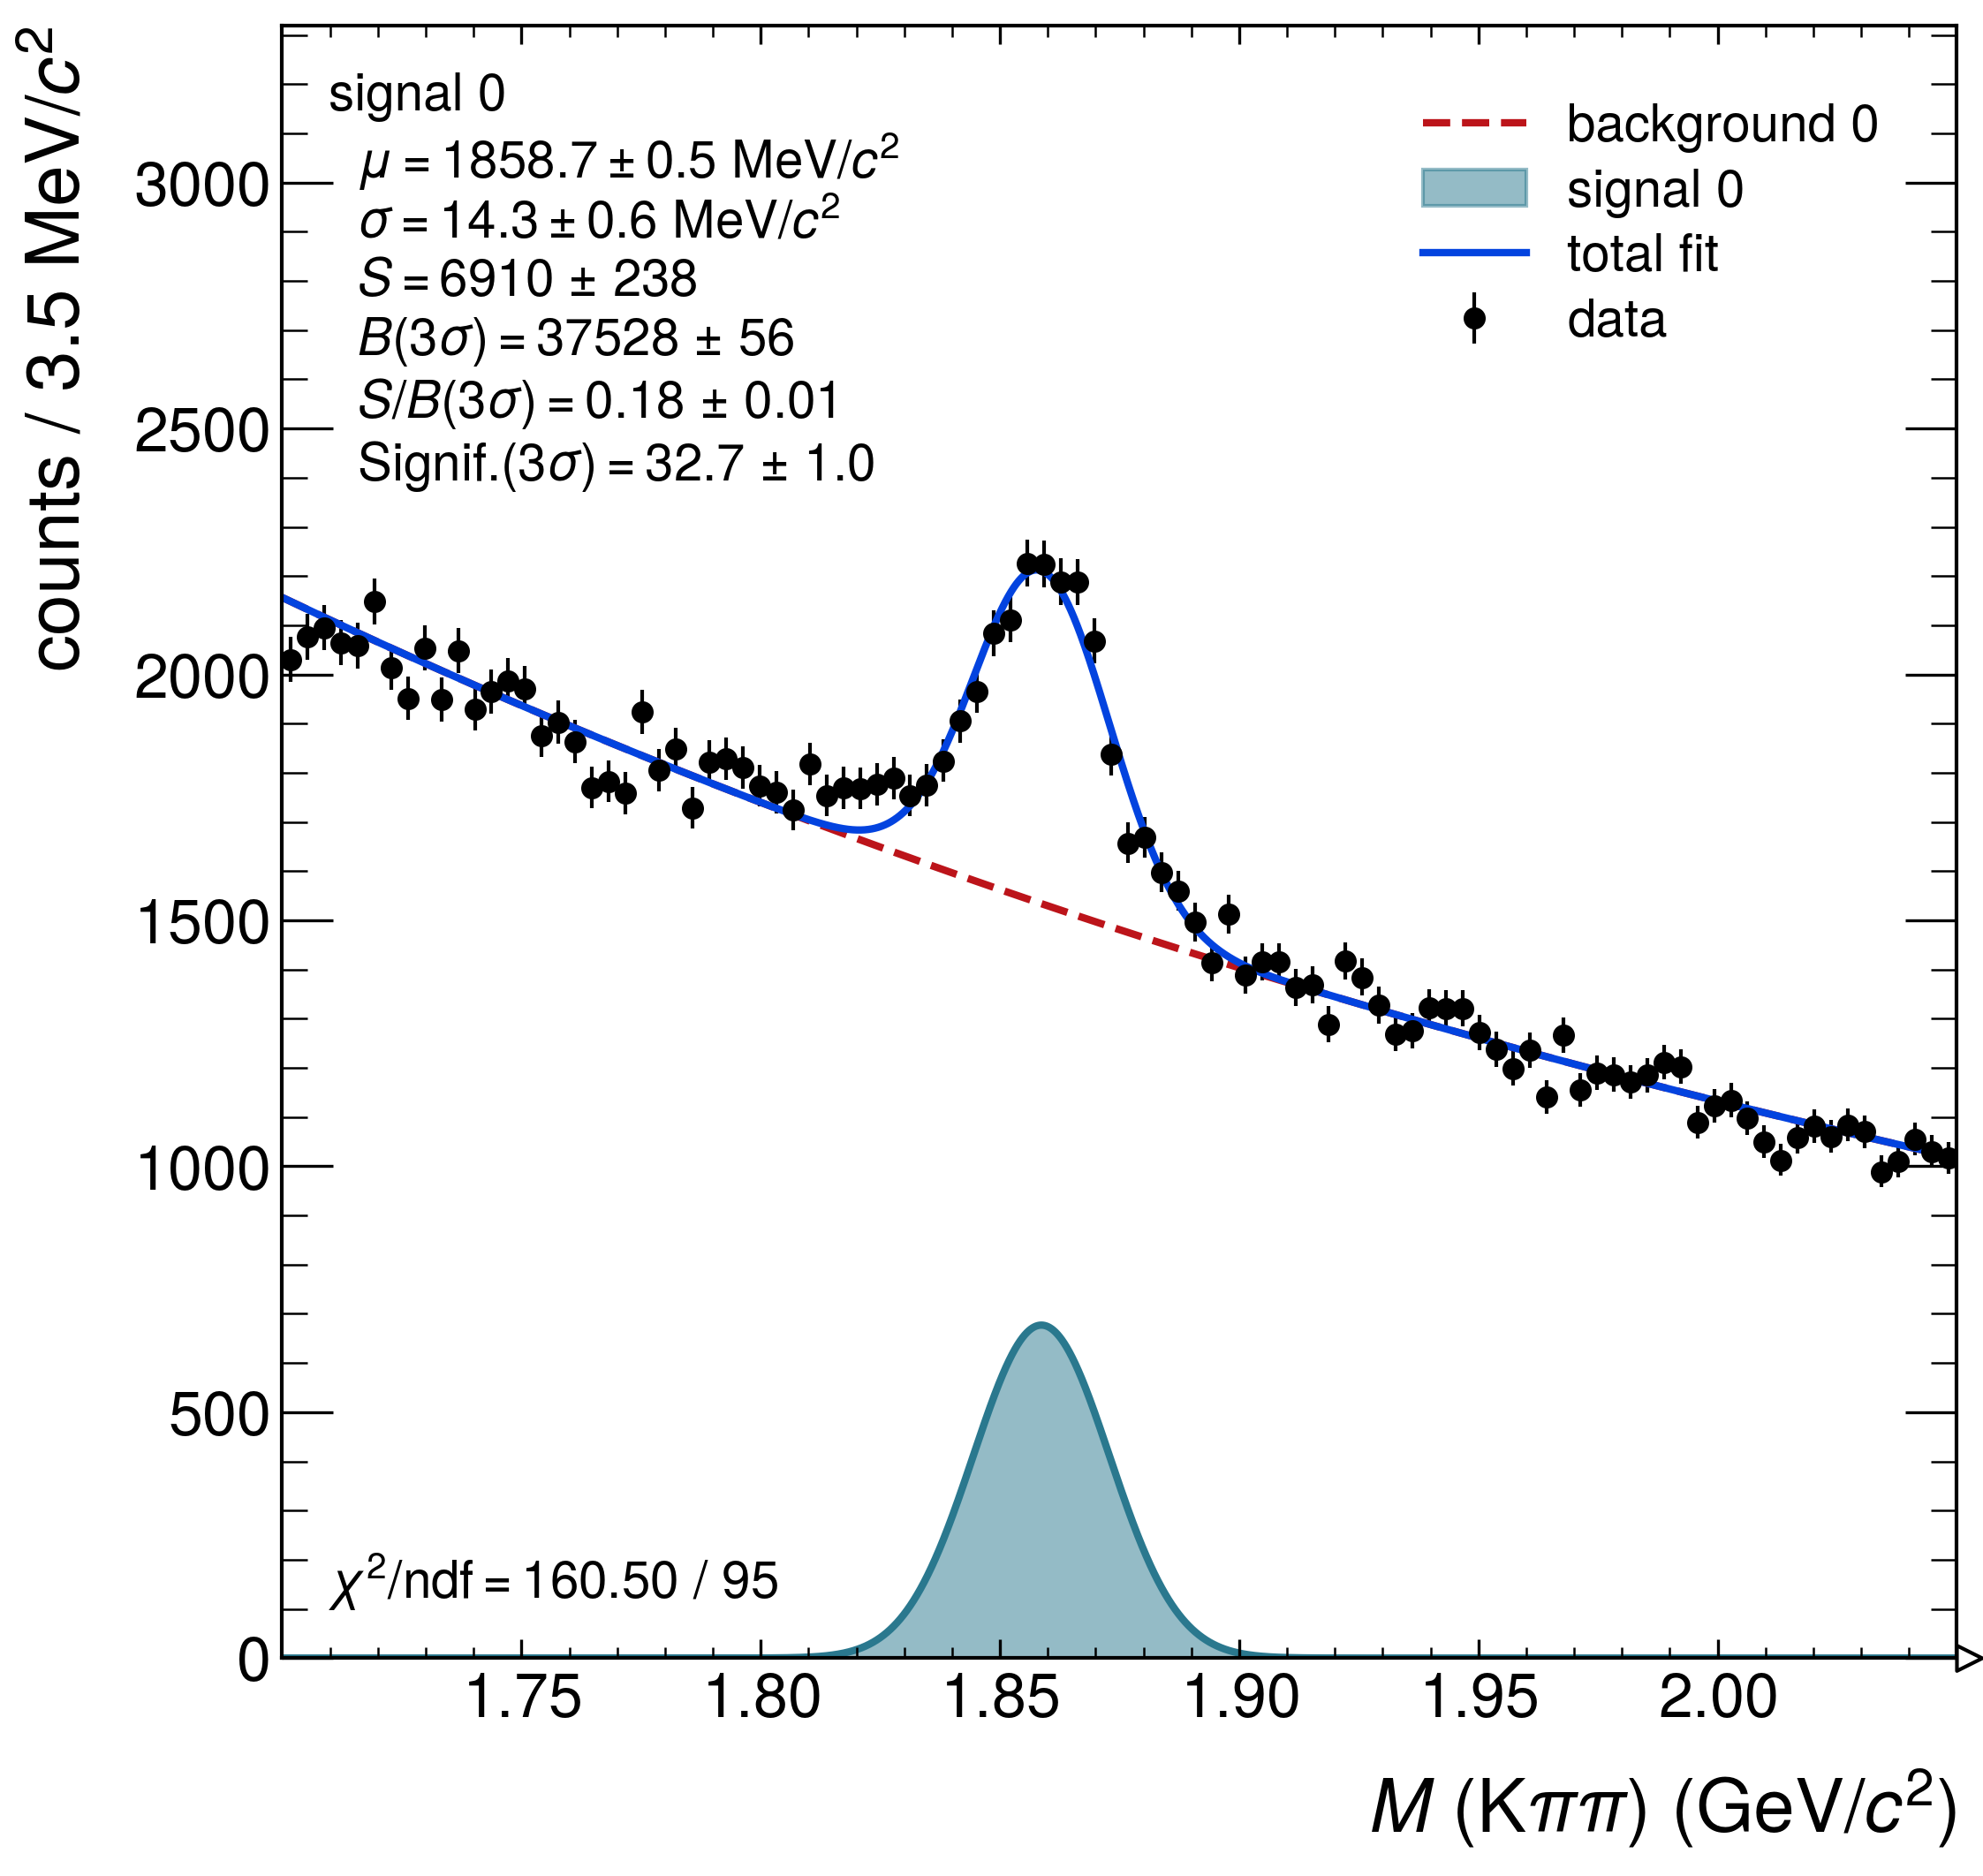 counts / 3.5 MeV/c²
signal 0
μ = 1858.7 ± 0.5 MeV/c²
σ = 14.3 ± 0.6 MeV/c²
S = 6910 ± 238
B(3σ) = 37528 ± 56
S/B(3σ) = 0.18 ± 0.01
Signif.(3σ) = 32.7 ± 1.0
background 0
signal 0
total fit
data
3000
2500
2000
1500
1000
500
0
χ²/ndf = 160.50 / 95
1.75 1.80 1.85 1.90 1.95 2.00
M (Kππ) (GeV/c²)